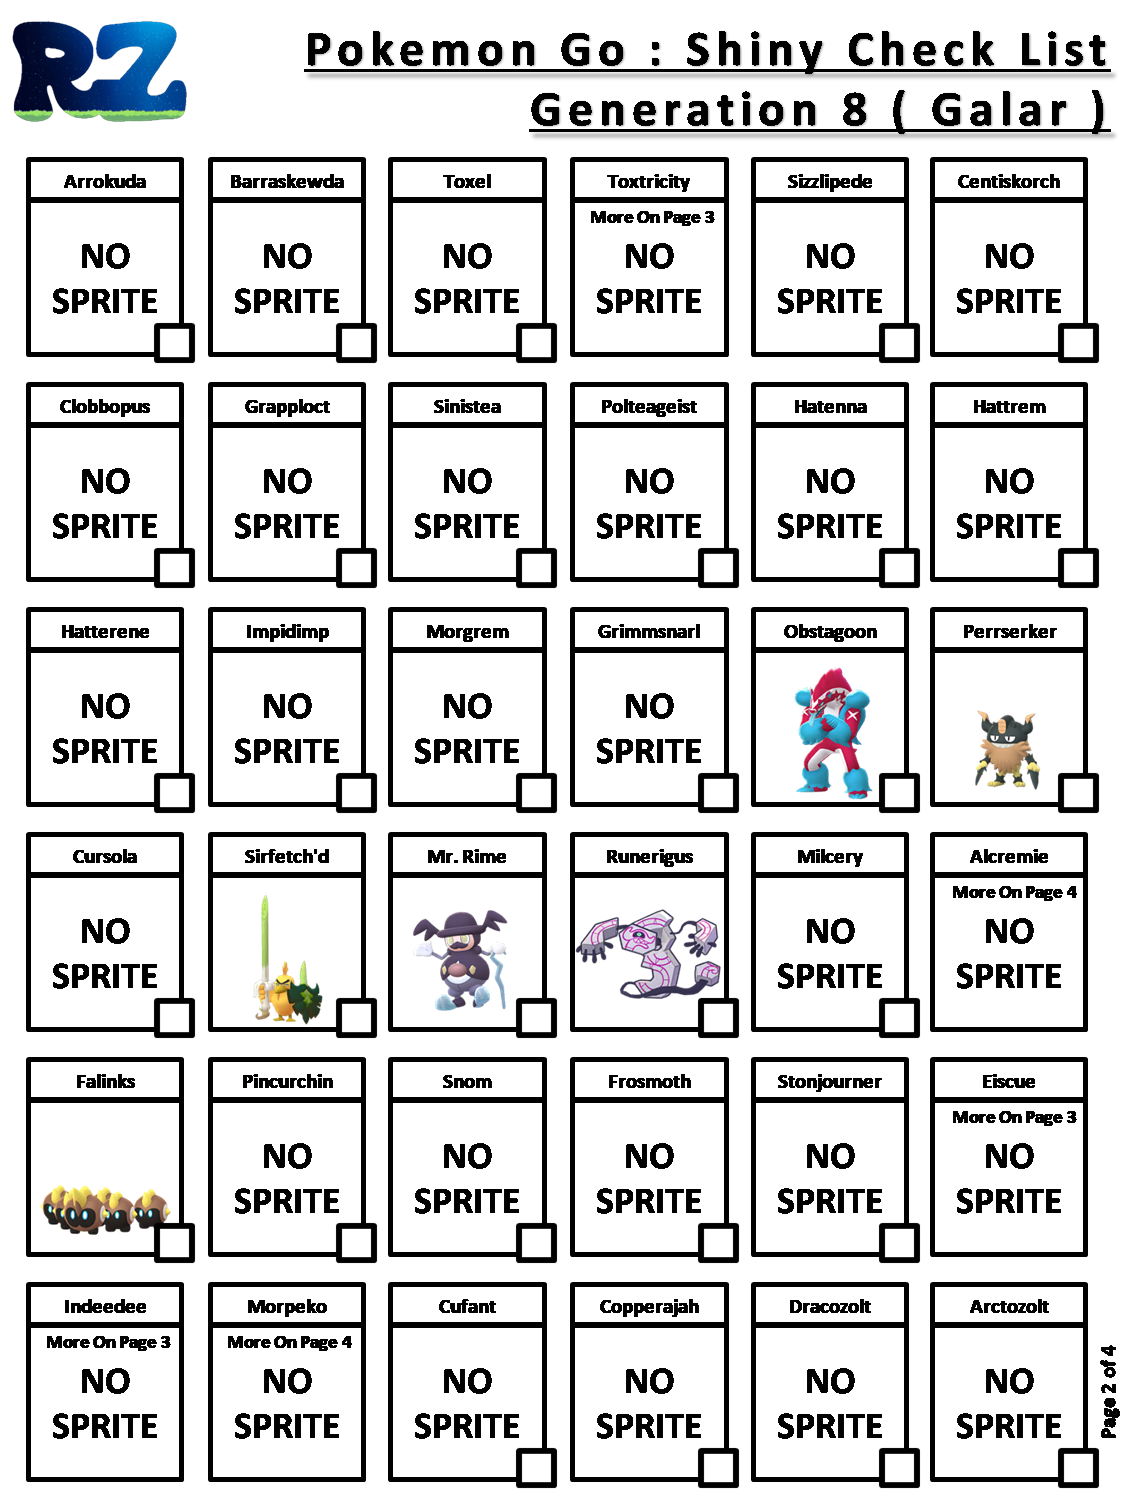 RZ
Pokemon Go : Shiny Check List
Generation 8 ( Galar )
Arrokuda
NO
SPRITE
Barraskewda
NO
SPRITE
Toxel
NO
SPRITE
Toxtricity
More On Page 3
NO
SPRITE
Sizzlipede
NO
SPRITE
Centiskorch
NO
SPRITE
Clobbopus
NO
SPRITE
Grapploct
NO
SPRITE
Sinistea
NO
SPRITE
Polteageist
NO
SPRITE
Hatenna
NO
SPRITE
Hattrem
NO
SPRITE
Hatterene
NO
SPRITE
Impidimp
NO
SPRITE
Morgrem
NO
SPRITE
Grimmsnarl
NO
SPRITE
Obstagoon
Perrserker
Cursola
NO
SPRITE
Sirfetch'd
Mr. Rime
Runerigus
Milcery
NO
SPRITE
Alcremie
More On Page 4
NO
SPRITE
Falinks
Pincurchin
NO
SPRITE
Snom
NO
SPRITE
Frosmoth
NO
SPRITE
Stonjourner
NO
SPRITE
Eiscue
More On Page 3
NO
SPRITE
Indeedee
More On Page 3
NO
SPRITE
Morpeko
More On Page 4
NO
SPRITE
Cufant
NO
SPRITE
Copperajah
NO
SPRITE
Dracozolt
NO
SPRITE
Arctozolt
NO
SPRITE
Page 2 of 4